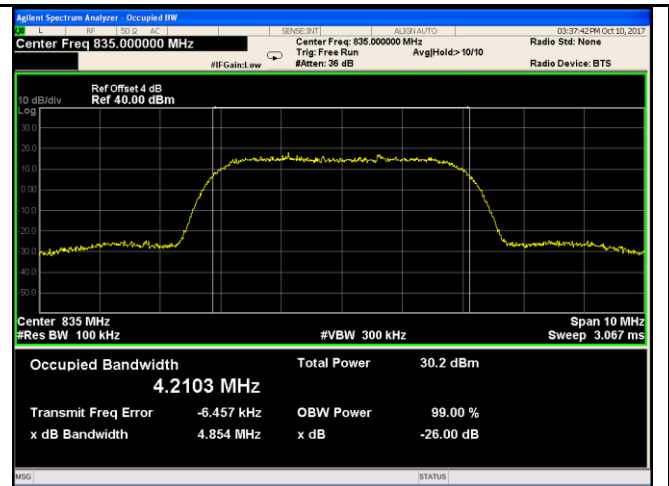 Agilent Spectrum Analyzer - Occupied BW
L RF 50 Ω AC SENSE:INT ALIGN AUTO 03:37:42 PM Oct 10, 2017
Center Freq 835.000000 MHz Center Freq: 835.000000 MHz Radio Std: None
Trig: Free Run Avg|Hold:> 10/10
#IFGain:Low #Atten: 36 dB Radio Device: BTS
Ref Offset 4 dB
10 dB/div Ref 40.00 dBm
Log
30.0
20.0
10.0
0.00
-10.0
-20.0
-30.0
-40.0
-50.0
Center 835 MHz Span 10 MHz
#Res BW 100 kHz #VBW 300 kHz Sweep 3.067 ms
Occupied Bandwidth Total Power 30.2 dBm
4.2103 MHz
Transmit Freq Error -6.457 kHz OBW Power 99.00 %
x dB Bandwidth 4.854 MHz x dB -26.00 dB
MSG STATUS